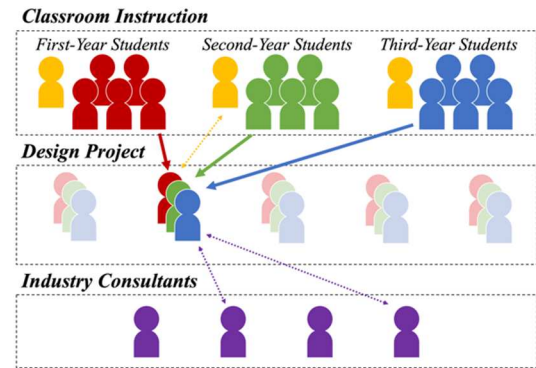 Classroom Instruction
First-Year Students Second-Year Students Third-Year Students
Design Project
Industry Consultants